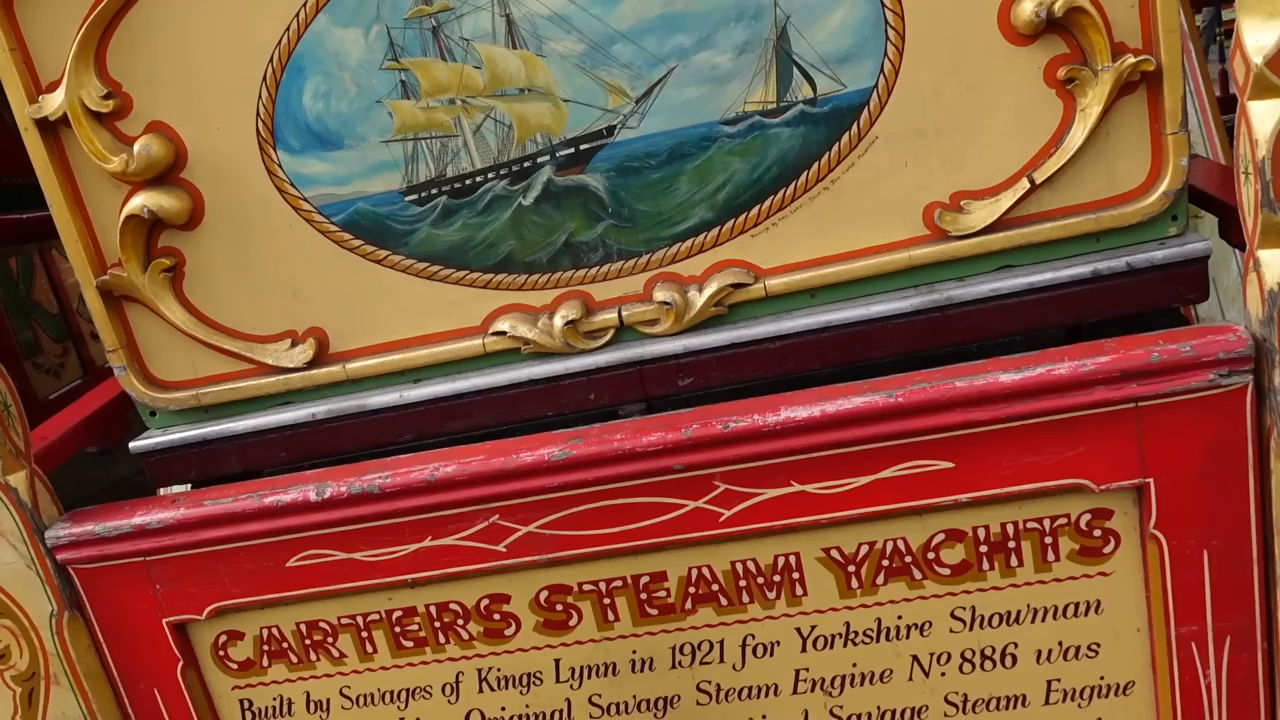 CARTERS STEAM YACHTS
Built by Savages of Kings Lynn in 1921 for Yorkshire Showman
Original Savage Steam Engine No. 886 was
Savage Steam Engine